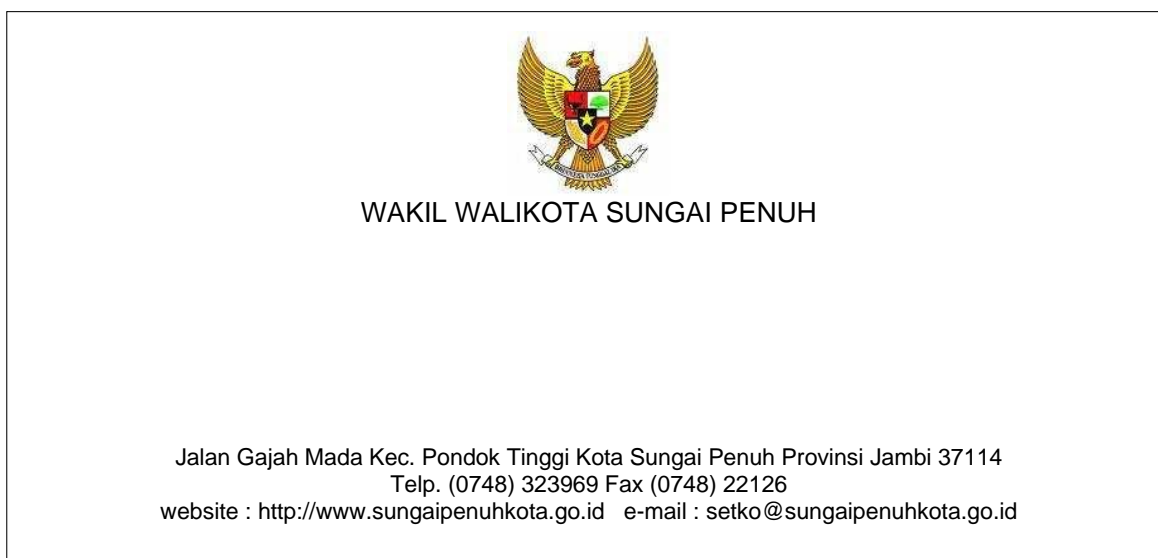 WAKIL WALIKOTA SUNGAI PENUH
Jalan Gajah Mada Kec. Pondok Tinggi Kota Sungai Penuh Provinsi Jambi 37114
Telp. (0748) 323969 Fax (0748) 22126
website : http://www.sungaipenuhkota.go.id e-mail : setko@sungaipenuhkota.go.id